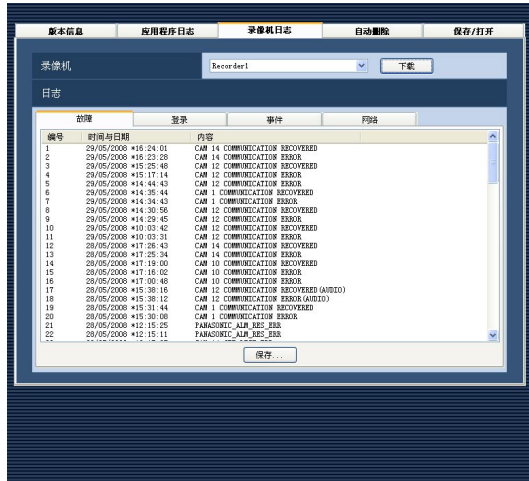 版本信息 应用程序日志 录像机日志 自动删除 保存/打开
录像机 Recorder1 下载
日志
故障 登录 事件 网络
编号 时间与日期 内容
1 29/05/2008 *16:24:01 CAM 14 COMMUNICATION RECOVERED
2 29/05/2008 *16:23:28 CAM 14 COMMUNICATION ERROR
3 29/05/2008 *15:25:48 CAM 12 COMMUNICATION RECOVERED
4 29/05/2008 *15:17:14 CAM 12 COMMUNICATION ERROR
5 29/05/2008 *14:44:43 CAM 12 COMMUNICATION ERROR
6 29/05/2008 *14:35:44 CAM 1 COMMUNICATION RECOVERED
7 29/05/2008 *14:34:43 CAM 1 COMMUNICATION ERROR
8 29/05/2008 *14:30:56 CAM 12 COMMUNICATION RECOVERED
9 29/05/2008 *14:29:45 CAM 12 COMMUNICATION ERROR
10 29/05/2008 *10:03:42 CAM 12 COMMUNICATION RECOVERED
11 29/05/2008 *10:03:31 CAM 12 COMMUNICATION ERROR
12 28/05/2008 *17:26:43 CAM 14 COMMUNICATION RECOVERED
13 28/05/2008 *17:25:34 CAM 14 COMMUNICATION ERROR
14 28/05/2008 *17:19:00 CAM 10 COMMUNICATION RECOVERED
15 28/05/2008 *17:16:02 CAM 10 COMMUNICATION ERROR
16 28/05/2008 *17:00:48 CAM 10 COMMUNICATION ERROR
17 28/05/2008 *15:38:16 CAM 12 COMMUNICATION RECOVERED(AUDIO)
18 28/05/2008 *15:38:12 CAM 12 COMMUNICATION ERROR(AUDIO)
19 28/05/2008 *15:31:44 CAM 1 COMMUNICATION RECOVERED
20 28/05/2008 *15:30:08 CAM 1 COMMUNICATION ERROR
21 28/05/2008 *12:15:25 PANASONIC_ALM_RES_ERR
22 28/05/2008 *12:15:11 PANASONIC_ALM_RES_ERR
保存...